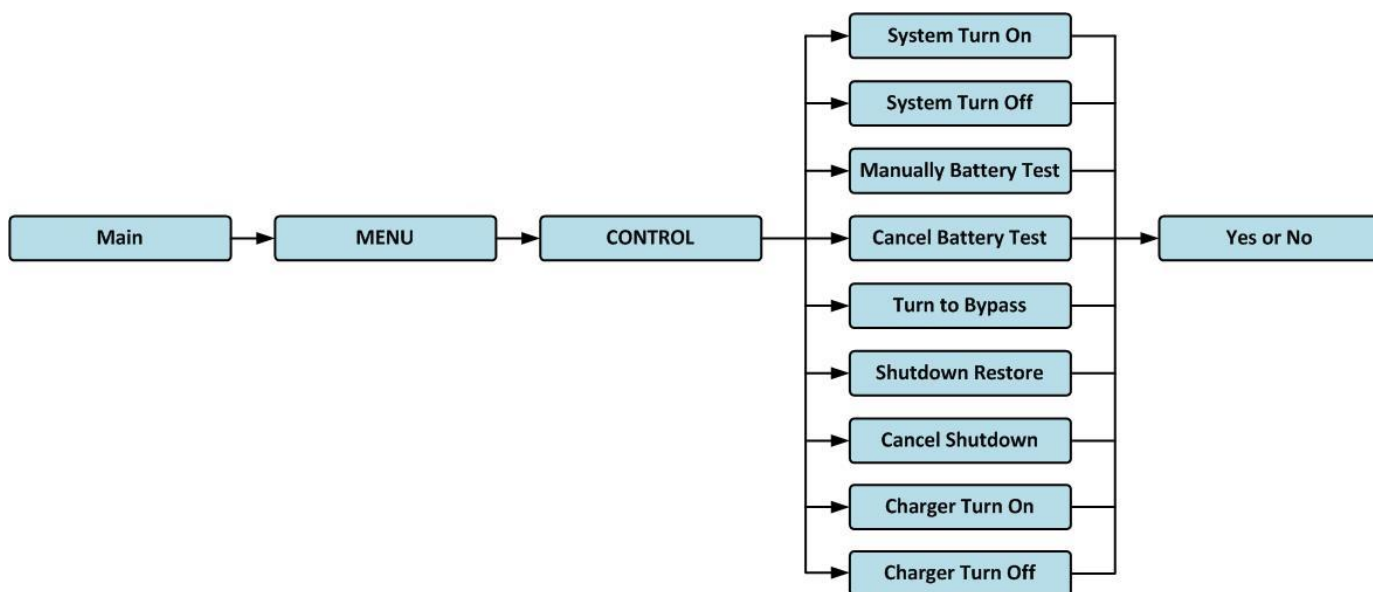 Main
MENU
CONTROL
System Turn On
System Turn Off
Manually Battery Test
Cancel Battery Test
Turn to Bypass
Shutdown Restore
Cancel Shutdown
Charger Turn On
Charger Turn Off
Yes or No